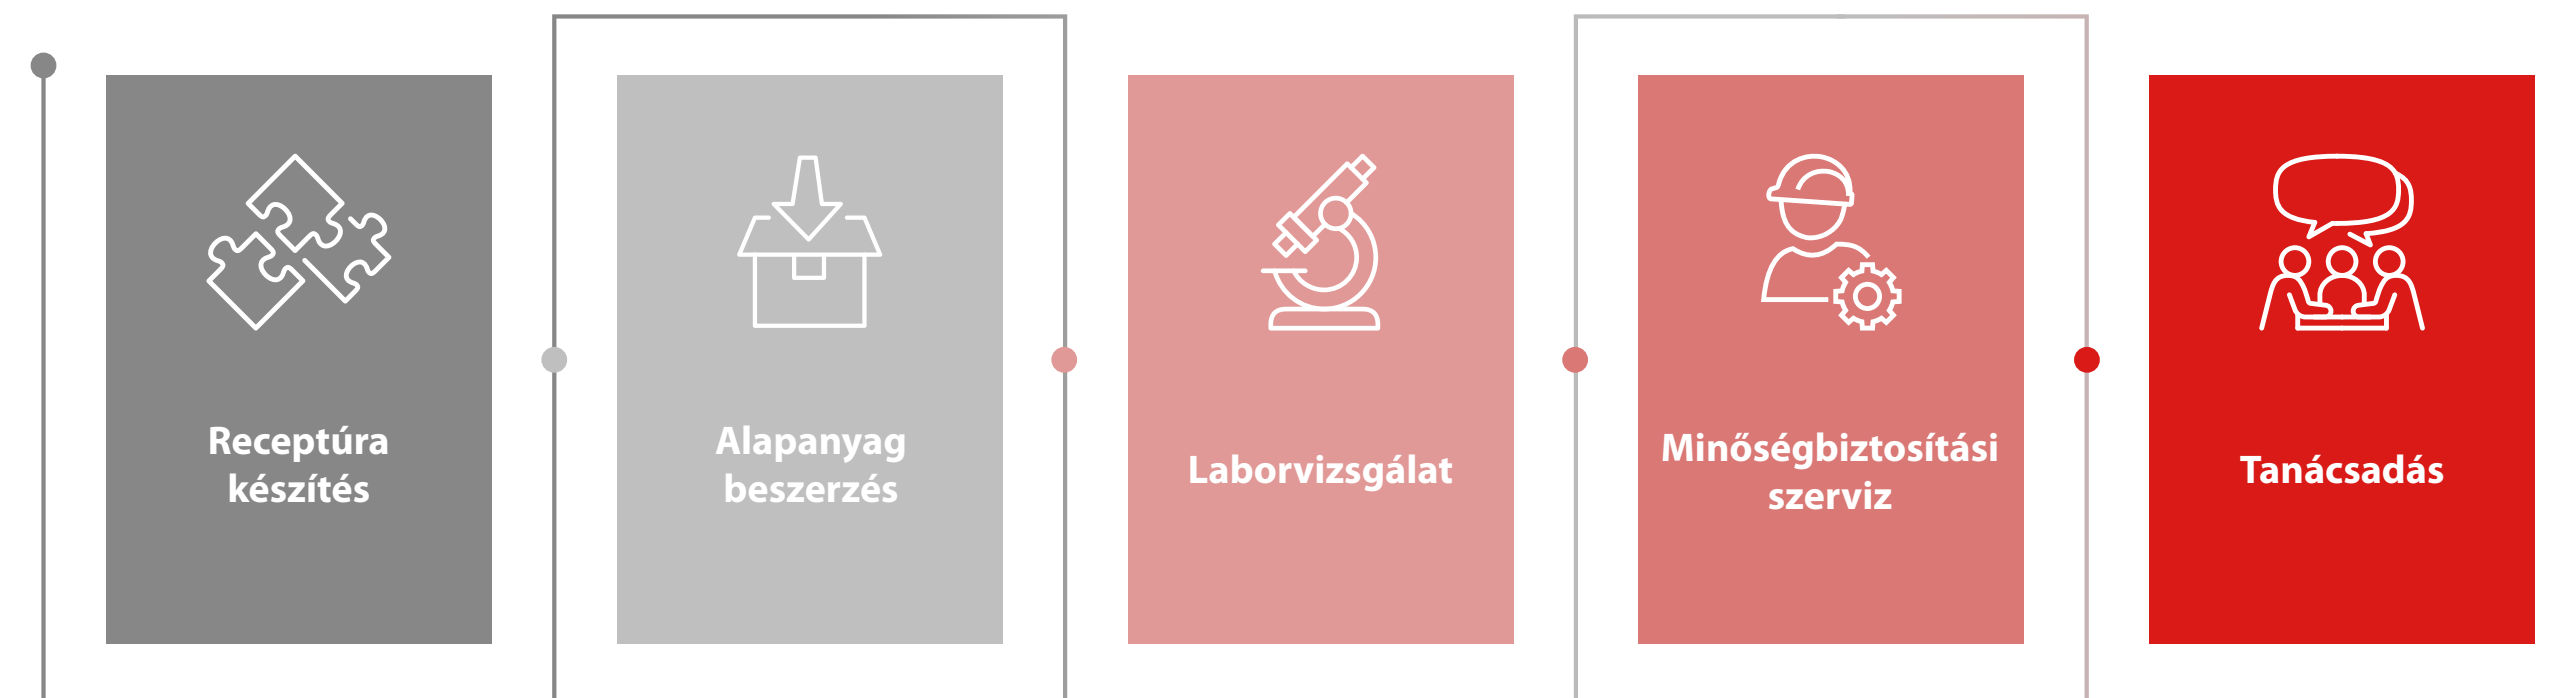 Receptúra
készítés
Alapanyag
beszerzés
Laborvizsgálat
Minőségbiztosítási
szerviz
Tanácsadás